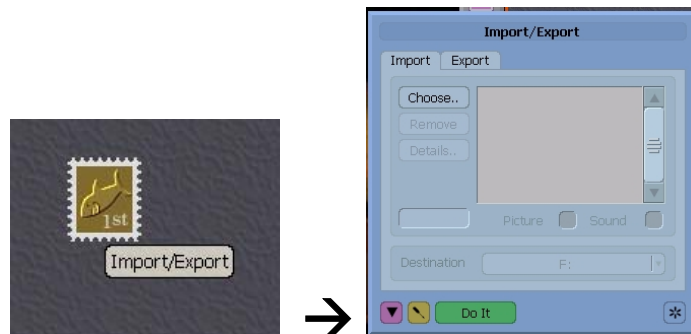 1st
Import/Export
Import/Export
Import Export
Choose..
Remove
Details..
Picture Sound
Destination F:
Do It